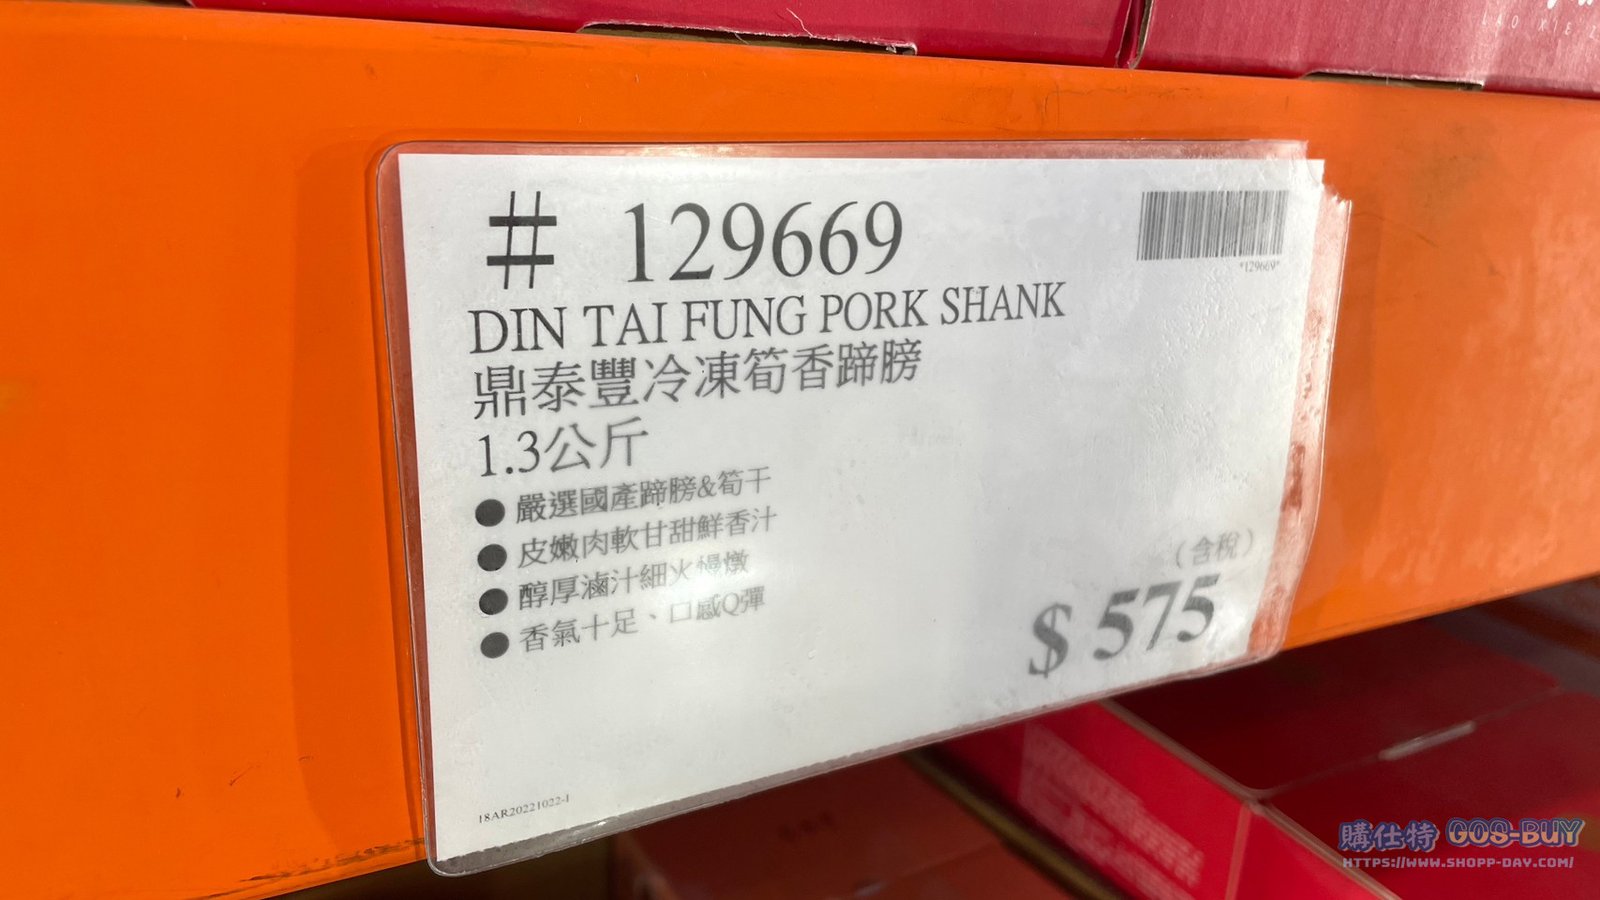 LAO XIE
# 129669
*129669*
DIN TAI FUNG PORK SHANK
鼎泰豐冷凍筍香蹄膀
1.3公斤
● 嚴選國產蹄膀&筍干
● 皮嫩肉軟甘甜鮮香汁
● 醇厚滷汁細火慢燉
● 香氣十足、口感Q彈
(含稅)
$ 575
18AR20221022-1
購仕特 GOS-BUY
HTTPS://WWW.SHOPP-DAY.COM/